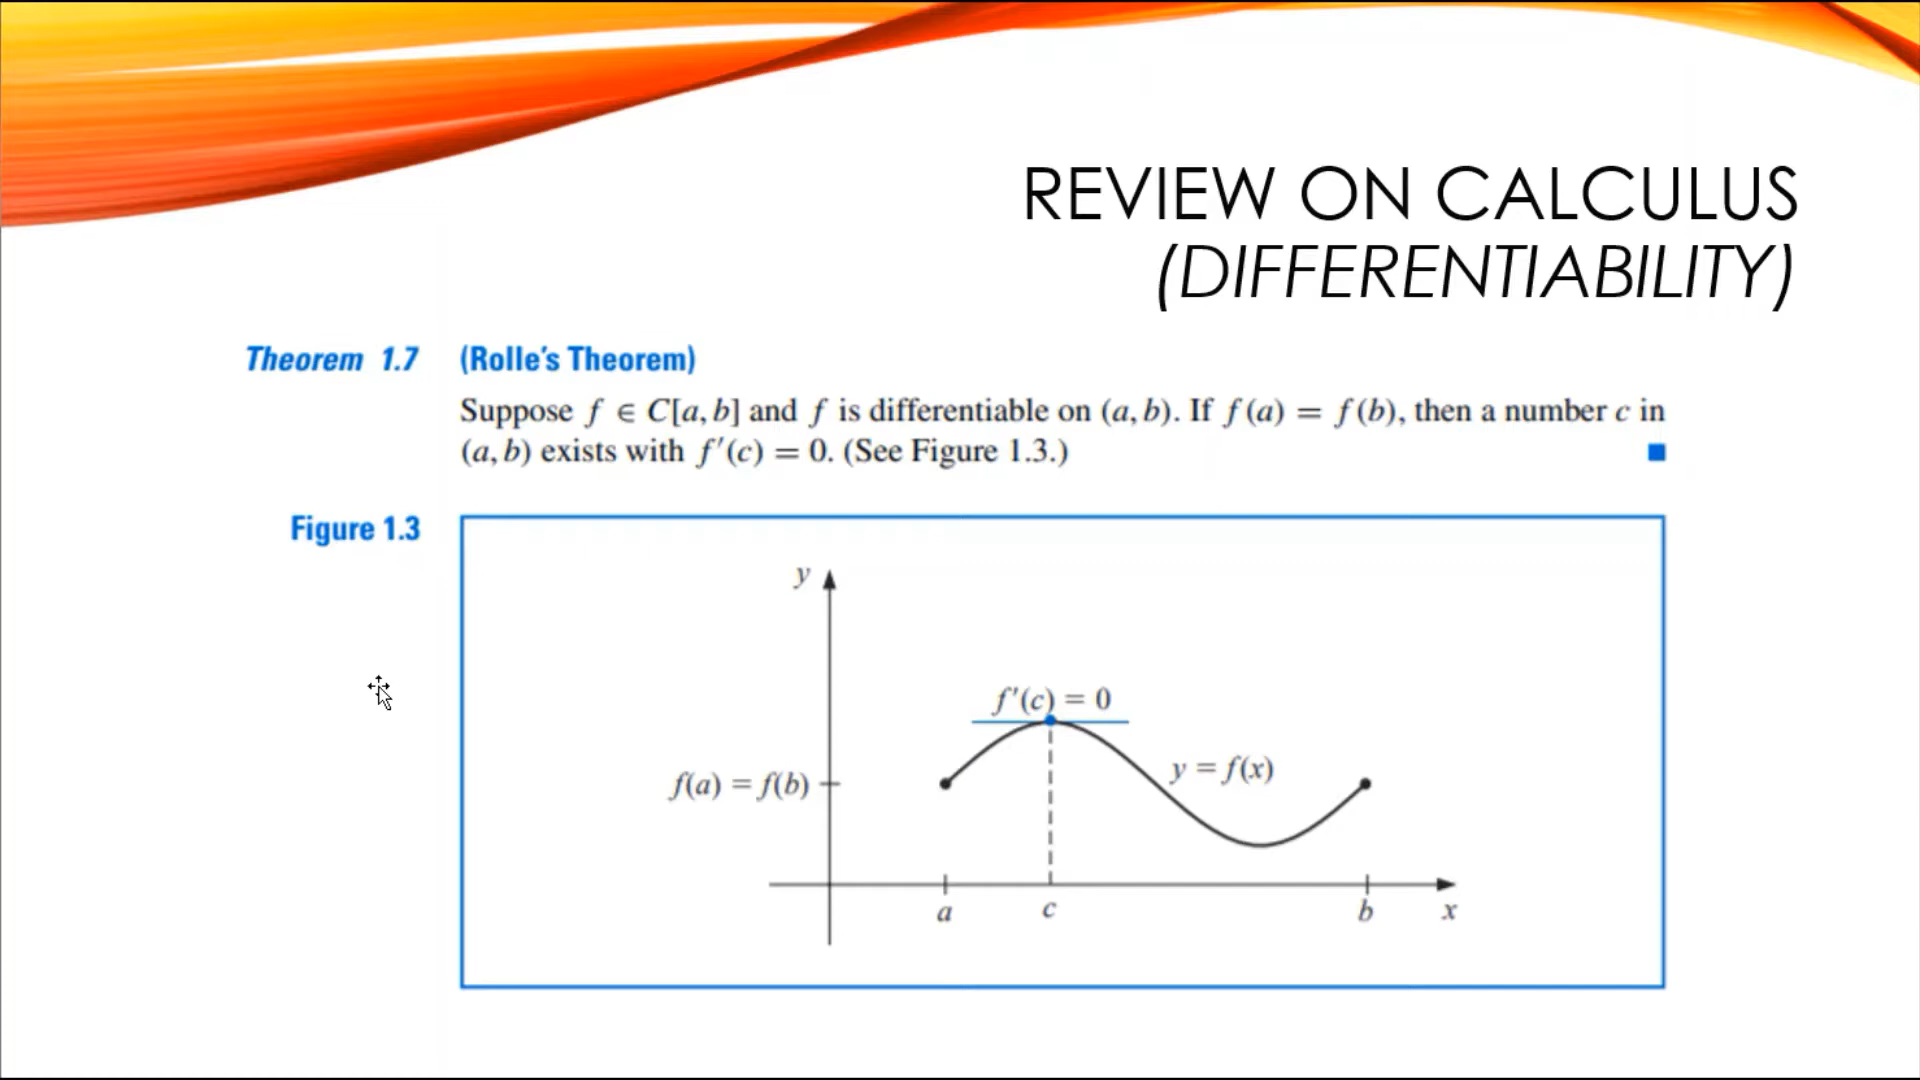 REVIEW ON CALCULUS
(DIFFERENTIABILITY)
Theorem 1.7 (Rolle's Theorem)
Suppose f ∈ C[a, b] and f is differentiable on (a, b). If f(a) = f(b), then a number c in
(a, b) exists with f′(c) = 0. (See Figure 1.3.)
Figure 1.3
y
f′(c) = 0
y = f(x)
f(a) = f(b)
a c b x